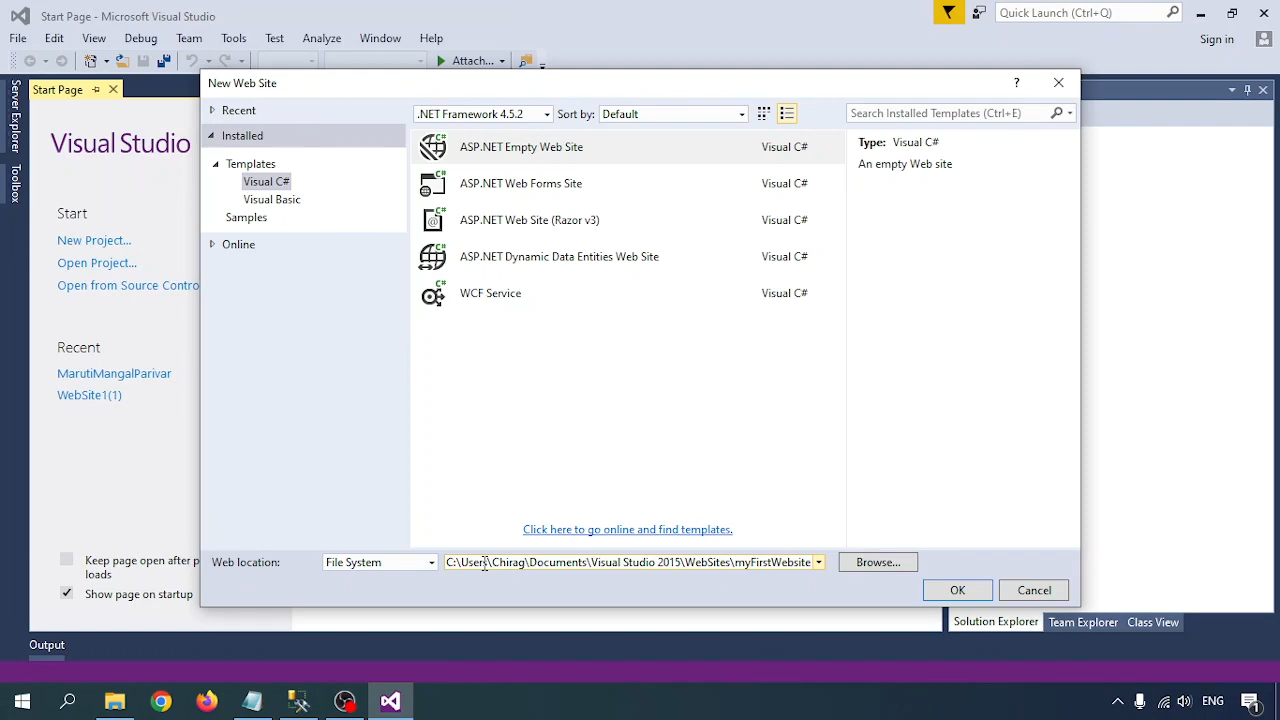 Start Page - Microsoft Visual Studio
Quick Launch (Ctrl+Q)
File Edit View Debug Team Tools Test Analyze Window Help
Sign in
Attach...
Server Explorer
Toolbox
Start Page
Visual Studio
Start
New Project...
Open Project...
Open from Source Contro
Recent
MarutiMangalParivar
WebSite1(1)
Keep page open after p
loads
Show page on startup
New Web Site
?
Recent
Installed
Templates
Visual C#
Visual Basic
Samples
Online
.NET Framework 4.5.2
Sort by: Default
Search Installed Templates (Ctrl+E)
C# ASP.NET Empty Web Site Visual C#
C# ASP.NET Web Forms Site Visual C#
C# @ ASP.NET Web Site (Razor v3) Visual C#
C# ASP.NET Dynamic Data Entities Web Site Visual C#
C# WCF Service Visual C#
Type: Visual C#
An empty Web site
Click here to go online and find templates.
Web location: File System C:\Users\Chirag\Documents\Visual Studio 2015\WebSites\myFirstWebsite Browse...
OK Cancel
Solution Explorer Team Explorer Class View
Output
ENG
1